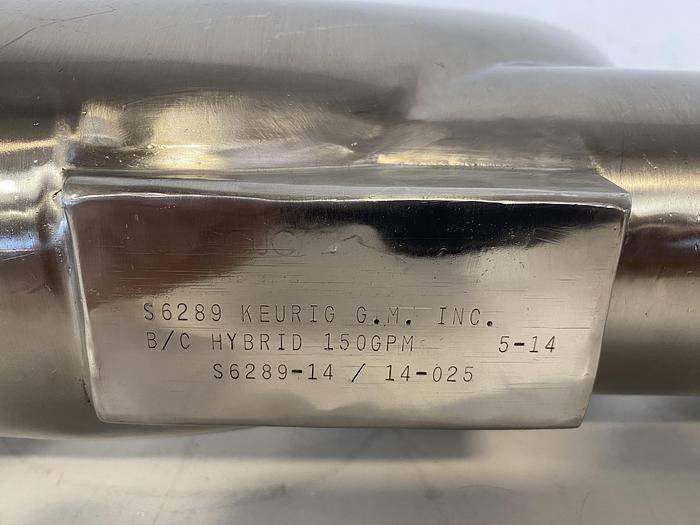 S6289 KEURIG G.M. INC.
B/C HYBRID 150GPM 5-14
S6289-14 / 14-025